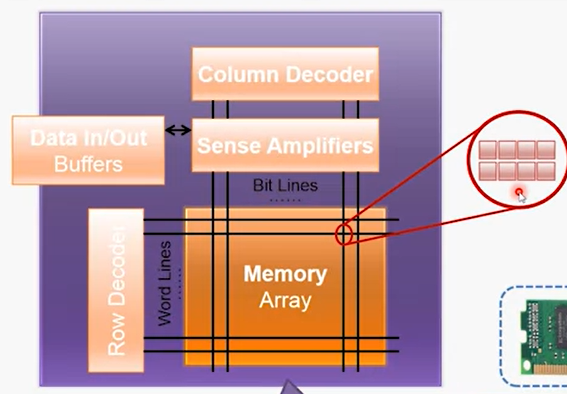 Column Decoder
Data In/Out
Buffers
Sense Amplifiers
Bit Lines
Row Decoder
Word Lines
Memory
Array